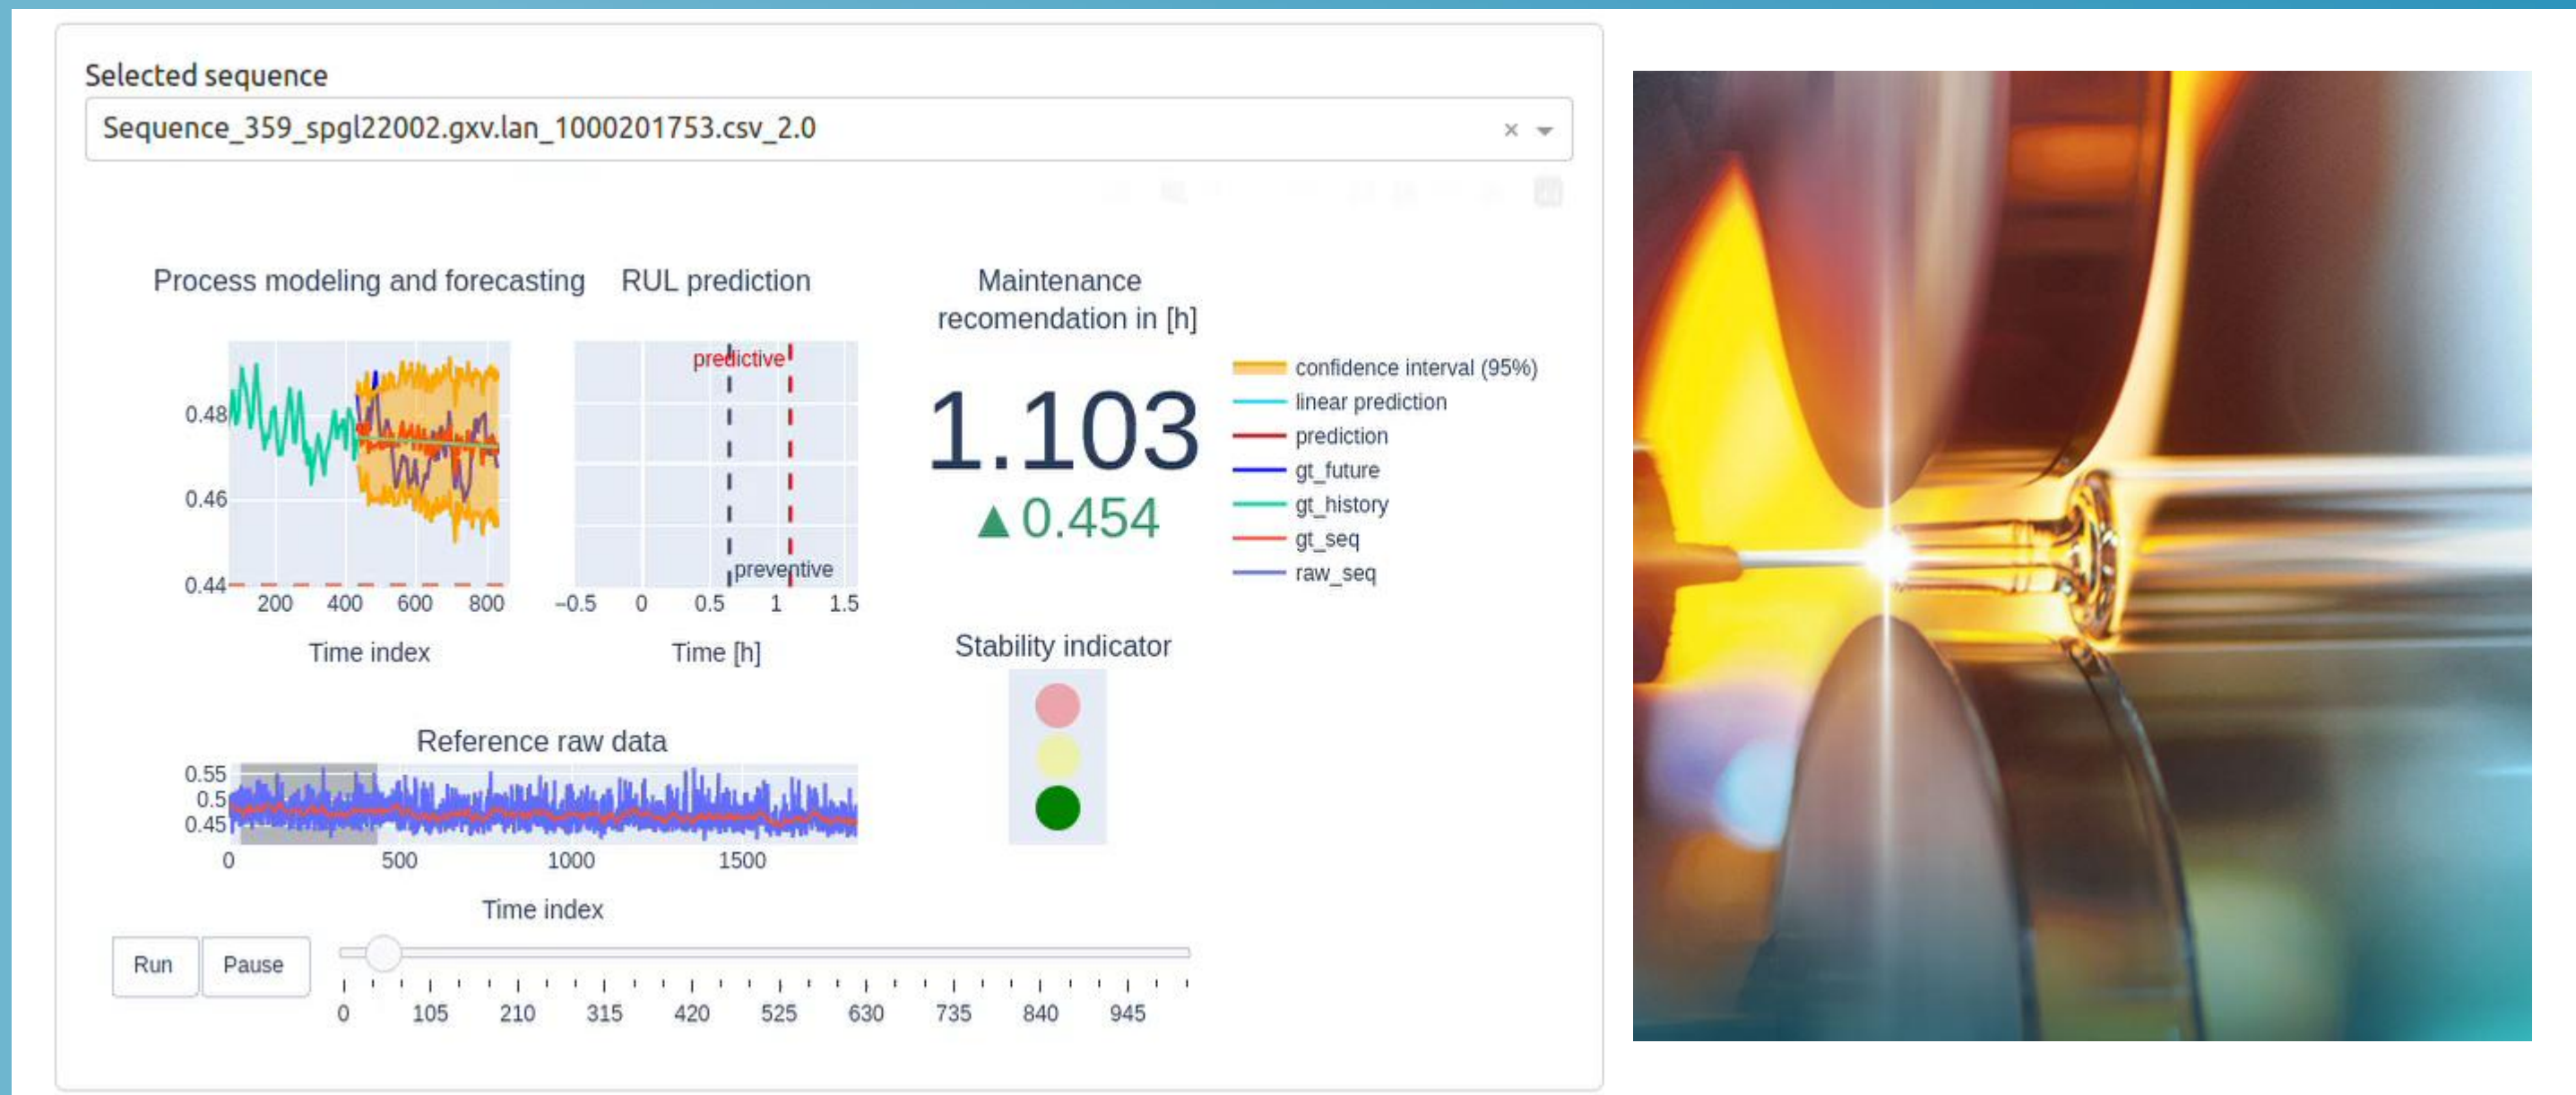 Selected sequence
Sequence_359_spgl22002.gxv.lan_1000201753.csv_2.0
×
Process modeling and forecasting
0.48
0.46
0.44
200 400 600 800
Time index
RUL prediction
predictive
preventive
−0.5 0 0.5 1 1.5
Time [h]
Maintenance
recomendation in [h]
1.103
▲0.454
confidence interval (95%)
linear prediction
prediction
gt_future
gt_history
gt_seq
raw_seq
Stability indicator
Reference raw data
0.55
0.5
0.45
0 500 1000 1500
Time index
Run Pause
0 105 210 315 420 525 630 735 840 945